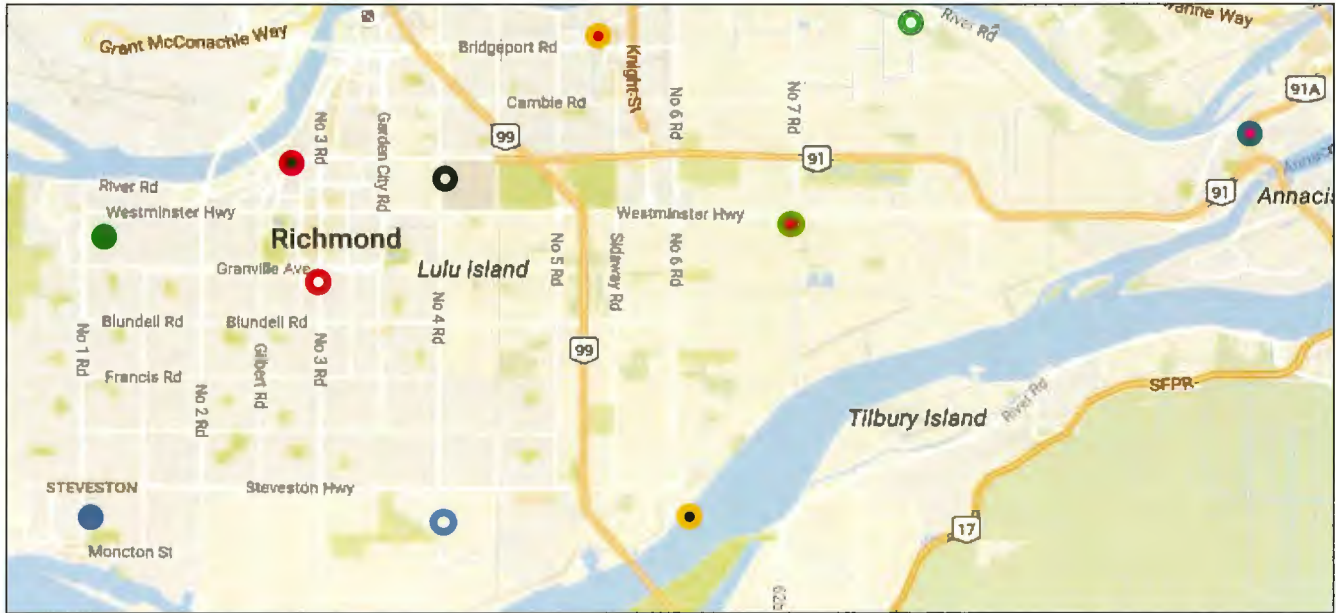 Grant McConachie Way
Bridgeport Rd
Knight St
River Rd
Way
91A
Cambie Rd
No 3 Rd
Garden City Rd
99
No 6 Rd
No 7 Rd
91
River Rd
Westminster Hwy
Westminster Hwy
91
Richmond
Granville Ave
Lulu Island
No 5 Rd
Sidaway Rd
No 6 Rd
Blundell Rd
Blundell Rd
No 1 Rd
No 2 Rd
Gilbert Rd
No 3 Rd
No 4 Rd
99
Francis Rd
SFPR
River Rd
Tilbury Island
STEVESTON
Steveston Hwy
17
Moncton St